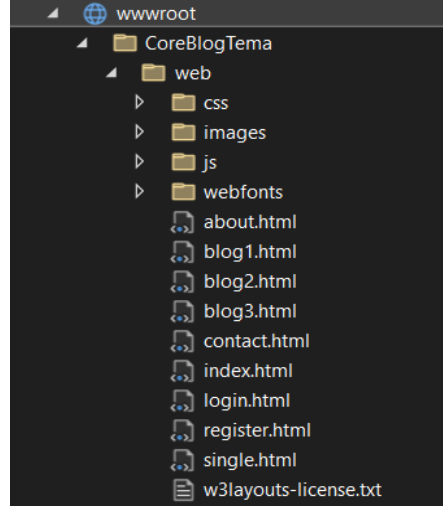 wwwroot
CoreBlogTema
web
css
images
js
webfonts
about.html
blog1.html
blog2.html
blog3.html
contact.html
index.html
login.html
register.html
single.html
w3layouts-license.txt